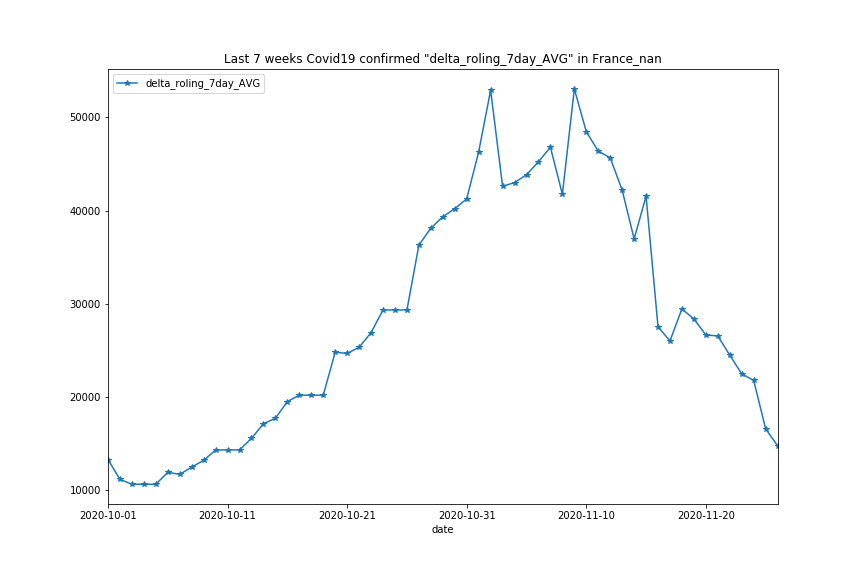 Last 7 weeks Covid19 confirmed "delta_roling_7day_AVG" in France_nan
delta_roling_7day_AVG
50000
40000
30000
20000
10000
2020-10-01 2020-10-11 2020-10-21 2020-10-31 2020-11-10 2020-11-20
date